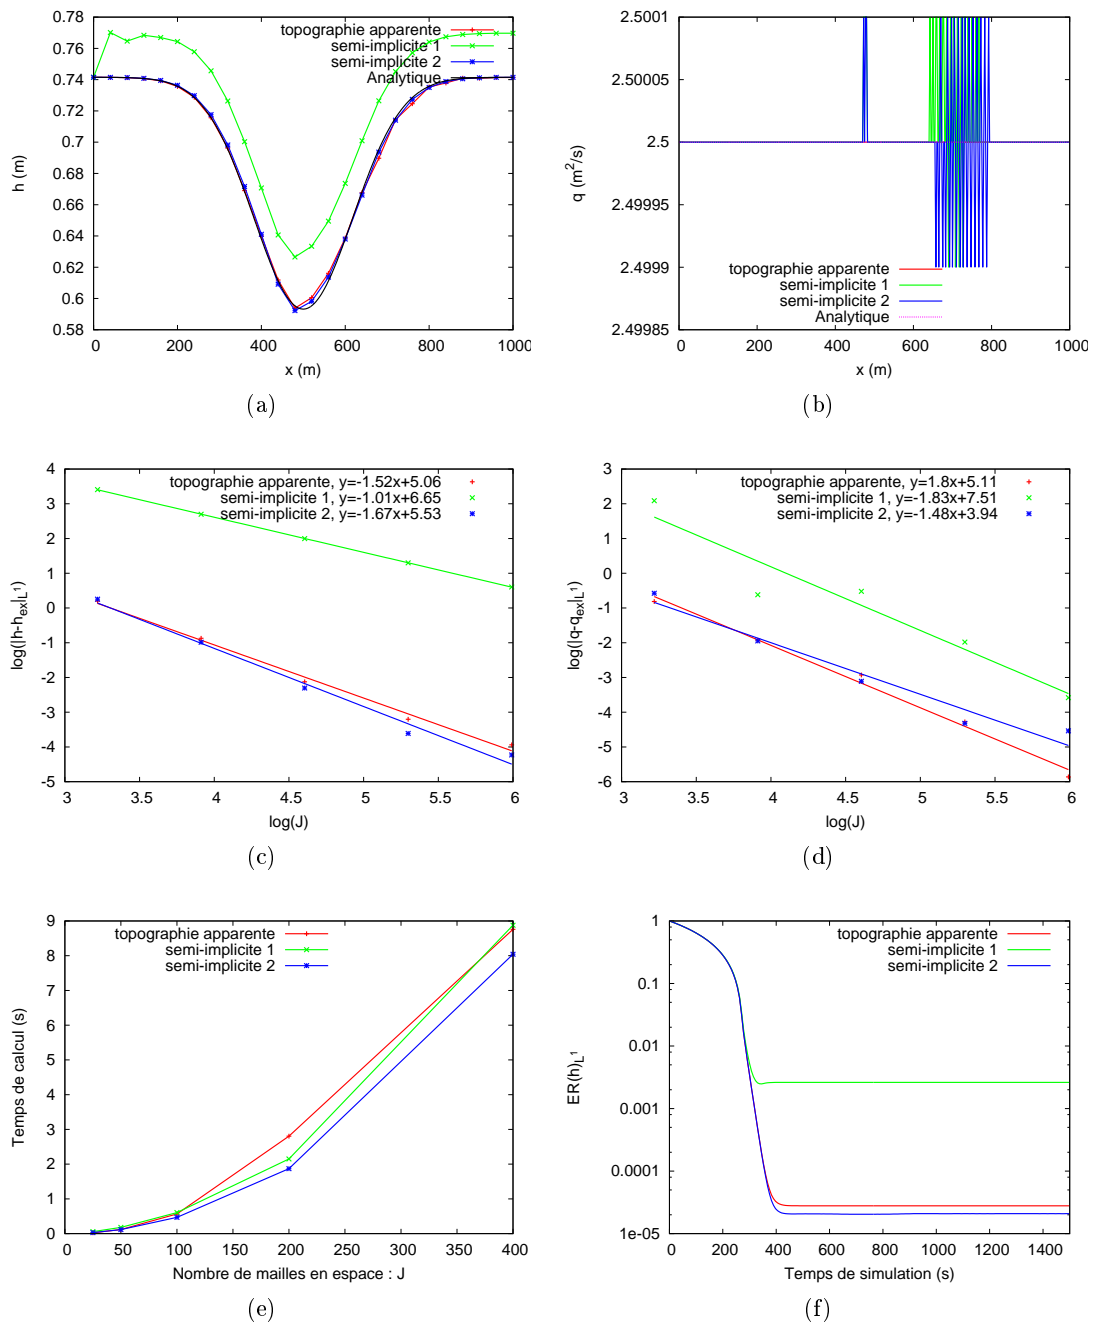 0.78
0.76
0.74
0.72
0.7
0.68
0.66
0.64
0.62
0.6
0.58
h (m)
topographie apparente
semi-implicite 1
semi-implicite 2
Analytique
0 200 400 600 800 1000
x (m)
(a)
2.5001
2.50005
2.5
2.49995
2.4999
2.49985
q (m²/s)
topographie apparente
semi-implicite 1
semi-implicite 2
Analytique
0 200 400 600 800 1000
x (m)
(b)
4
3
2
1
0
-1
-2
-3
-4
-5
log(|h-h_ex|_L¹)
topographie apparente, y=-1.52x+5.06
semi-implicite 1, y=-1.01x+6.65
semi-implicite 2, y=-1.67x+5.53
3 3.5 4 4.5 5 5.5 6
log(J)
(c)
3
2
1
0
-1
-2
-3
-4
-5
-6
log(|q-q_ex|_L¹)
topographie apparente, y=1.8x+5.11
semi-implicite 1, y=-1.83x+7.51
semi-implicite 2, y=-1.48x+3.94
3 3.5 4 4.5 5 5.5 6
log(J)
(d)
9
8
7
6
5
4
3
2
1
0
Temps de calcul (s)
topographie apparente
semi-implicite 1
semi-implicite 2
0 50 100 150 200 250 300 350 400
Nombre de mailles en espace : J
(e)
1
0.1
0.01
0.001
0.0001
1e-05
ER(h)_L¹
topographie apparente
semi-implicite 1
semi-implicite 2
0 200 400 600 800 1000 1200 1400
Temps de simulation (s)
(f)